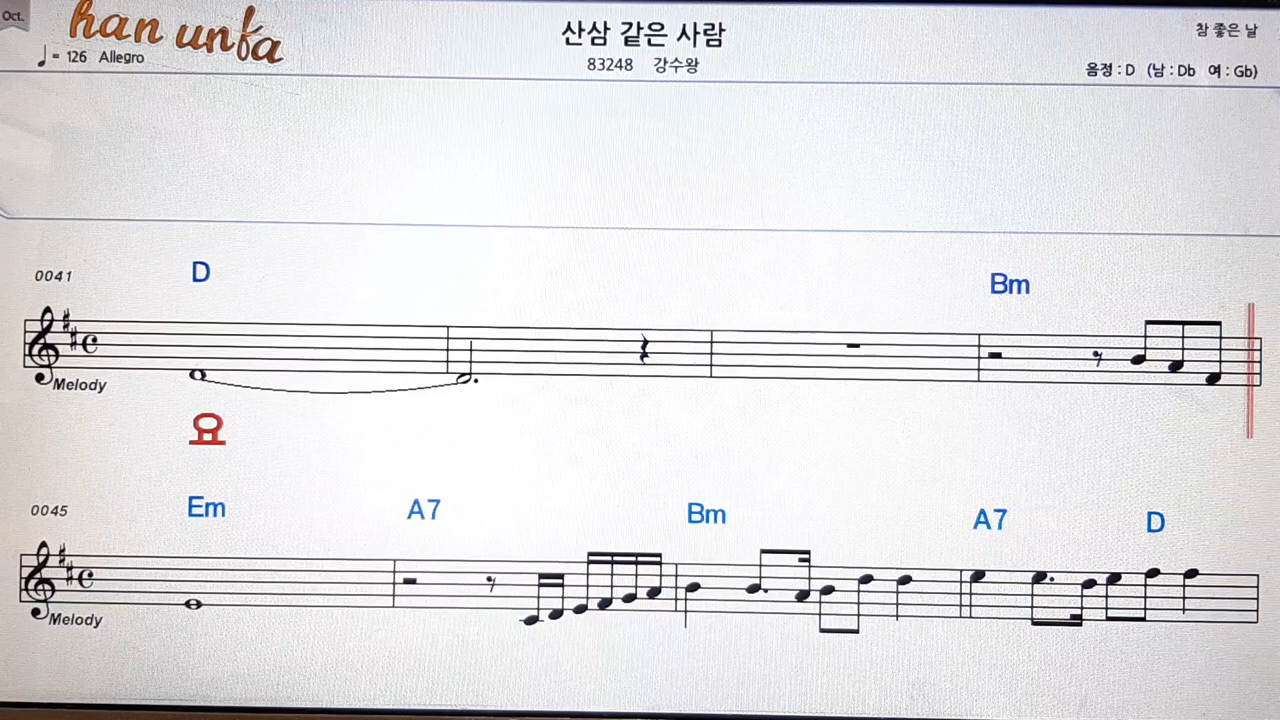 Oct.
han unfa
산삼 같은 사람
참 좋은 날
= 126 Allegro
83248 강수왕
음정 : D (남 : Db 여 : Gb)
0041
D
Bm
Melody
요
0045
Em A7 Bm A7 D
Melody